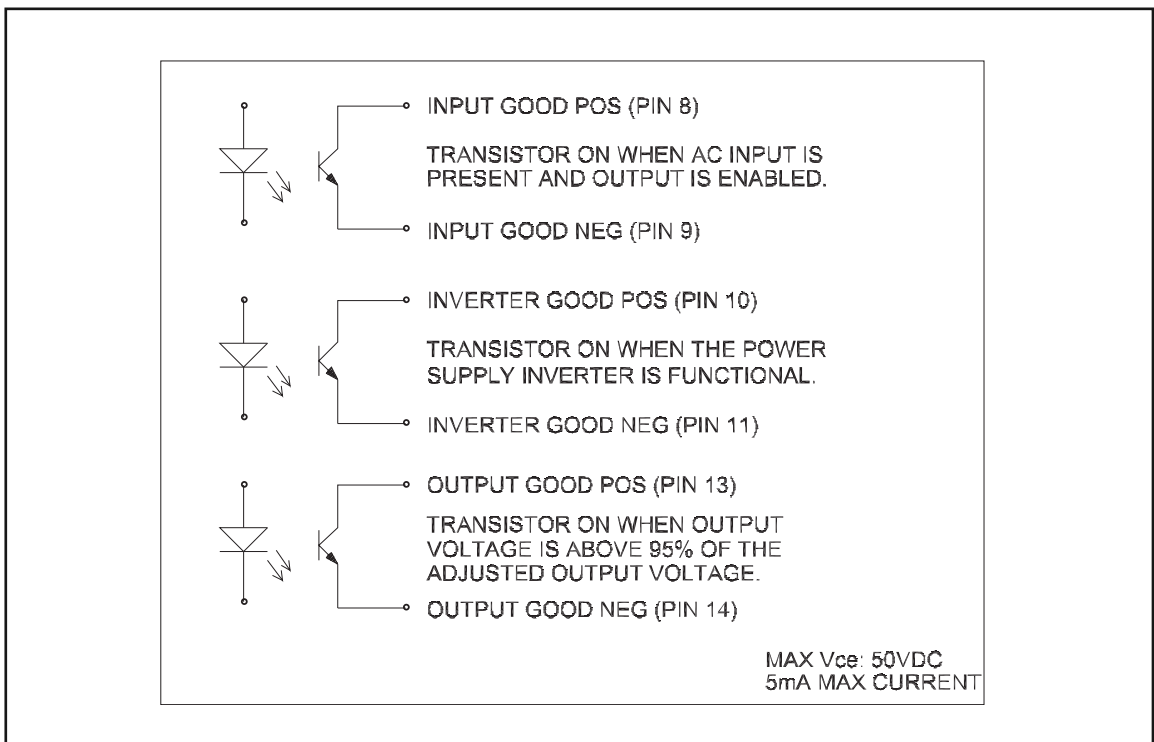 INPUT GOOD POS (PIN 8)
TRANSISTOR ON WHEN AC INPUT IS
PRESENT AND OUTPUT IS ENABLED.
INPUT GOOD NEG (PIN 9)
INVERTER GOOD POS (PIN 10)
TRANSISTOR ON WHEN THE POWER
SUPPLY INVERTER IS FUNCTIONAL.
INVERTER GOOD NEG (PIN 11)
OUTPUT GOOD POS (PIN 13)
TRANSISTOR ON WHEN OUTPUT
VOLTAGE IS ABOVE 95% OF THE
ADJUSTED OUTPUT VOLTAGE.
OUTPUT GOOD NEG (PIN 14)
MAX Vce: 50VDC
5mA MAX CURRENT